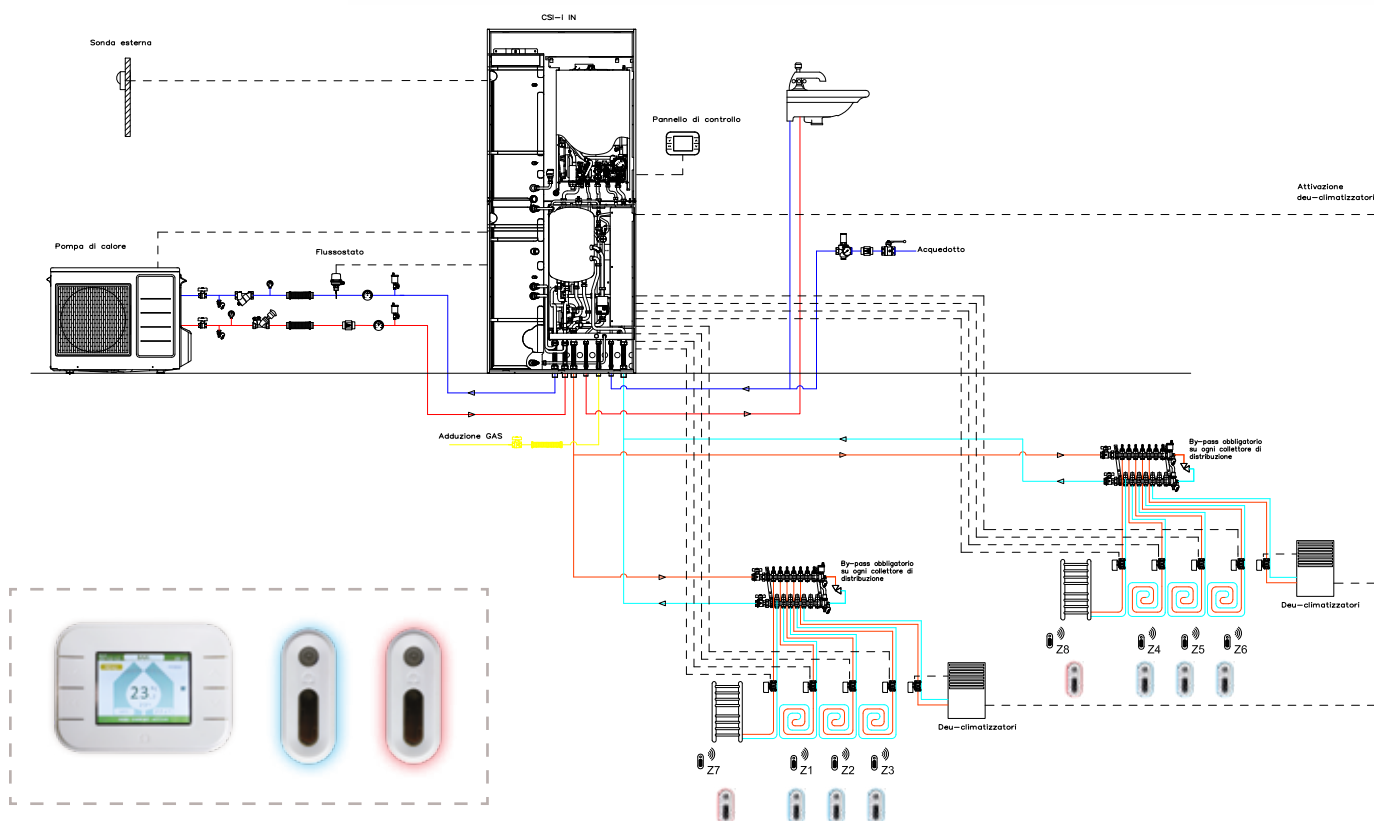 CSI-i IN
Sonda esterna
Pannello di controllo
Attivazione
deu-climatizzatori
Pompa di calore
Flussostato
Acquedotto
Adduzione GAS
By-pass obbligatorio
su ogni collettore di
distribuzione
By-pass obbligatorio
su ogni collettore di
distribuzione
Deu-climatizzatori
Z8
Z4
Z5
Z6
23
Deu-climatizzatori
Z7
Z1
Z2
Z3